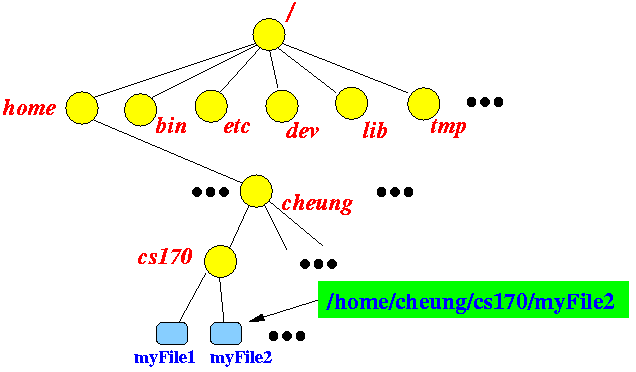 /
home
bin
etc
dev
lib
tmp
cheung
cs170
/home/cheung/cs170/myFile2
myFile1
myFile2